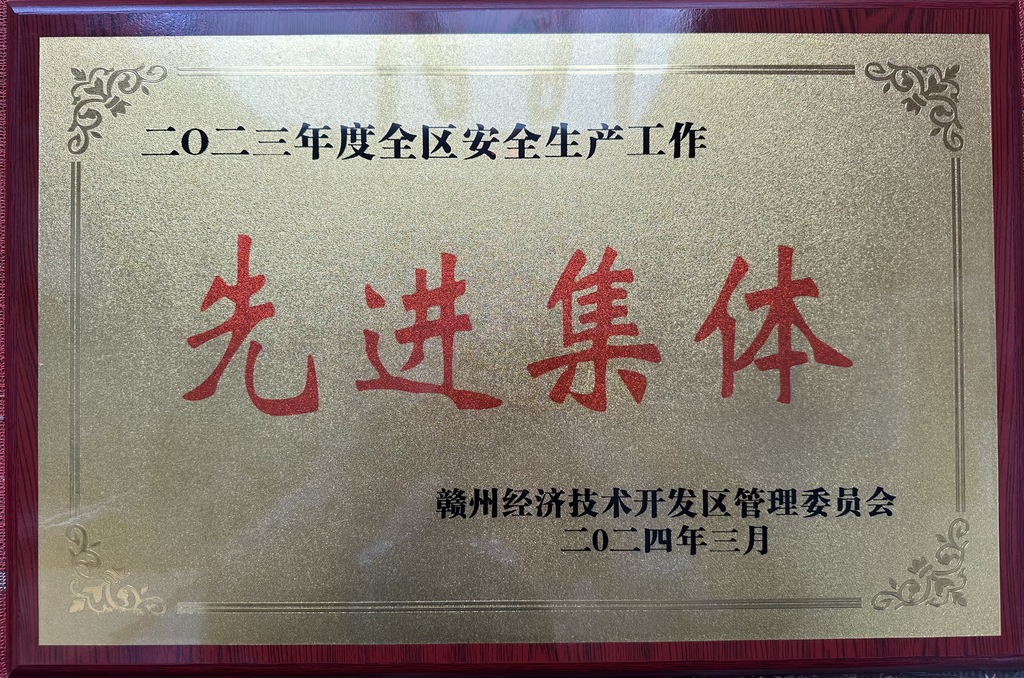 二O二三年度全区安全生产工作
先进集体
赣州经济技术开发区管理委员会
二0二四年三月